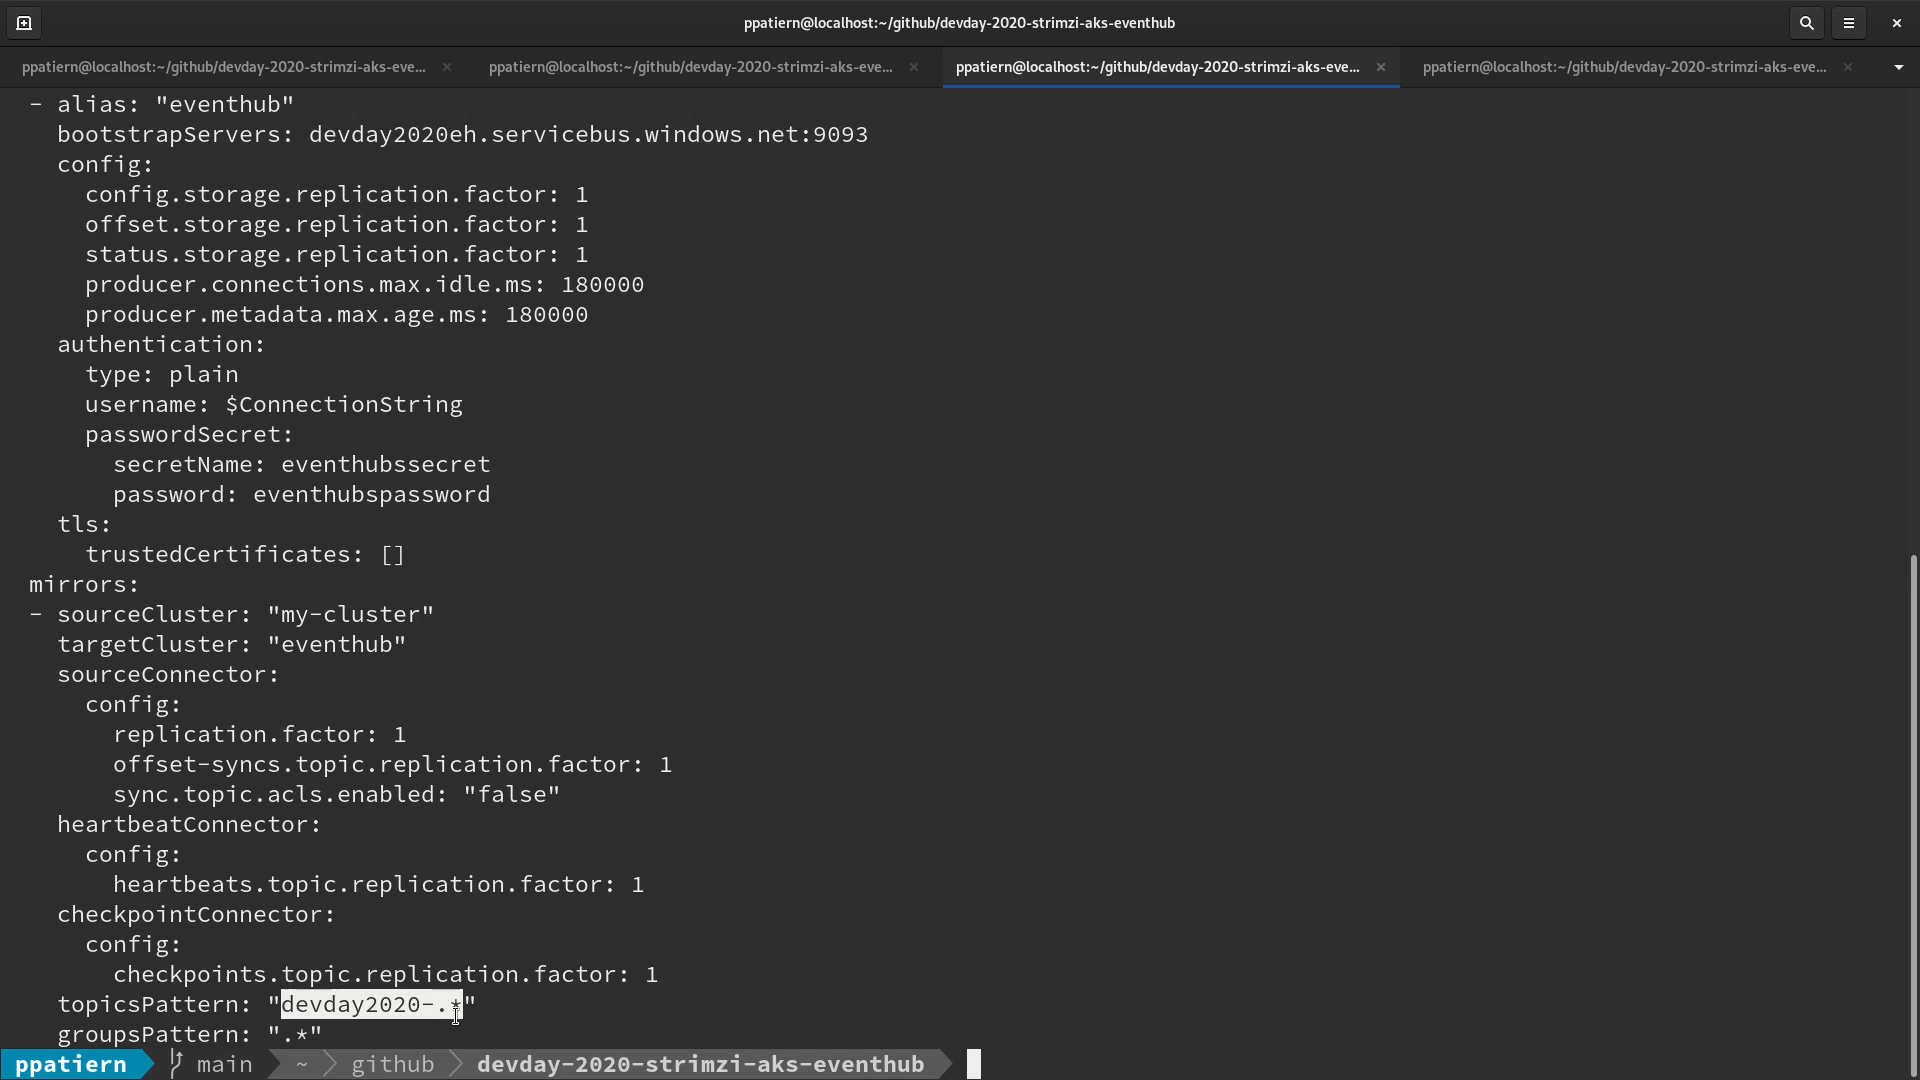 ppatiern@localhost:~/github/devday-2020-strimzi-aks-eventhub
ppatiern@localhost:~/github/devday-2020-strimzi-aks-eve...
ppatiern@localhost:~/github/devday-2020-strimzi-aks-eve...
ppatiern@localhost:~/github/devday-2020-strimzi-aks-eve...
ppatiern@localhost:~/github/devday-2020-strimzi-aks-eve...
- alias: "eventhub"
bootstrapServers: devday2020eh.servicebus.windows.net:9093
config:
config.storage.replication.factor: 1
offset.storage.replication.factor: 1
status.storage.replication.factor: 1
producer.connections.max.idle.ms: 180000
producer.metadata.max.age.ms: 180000
authentication:
type: plain
username: $ConnectionString
passwordSecret:
secretName: eventhubssecret
password: eventhubspassword
tls:
trustedCertificates: []
mirrors:
- sourceCluster: "my-cluster"
targetCluster: "eventhub"
sourceConnector:
config:
replication.factor: 1
offset-syncs.topic.replication.factor: 1
sync.topic.acls.enabled: "false"
heartbeatConnector:
config:
heartbeats.topic.replication.factor: 1
checkpointConnector:
config:
checkpoints.topic.replication.factor: 1
topicsPattern: "devday2020-.*"
groupsPattern: ".*"
ppatiern main ~ github devday-2020-strimzi-aks-eventhub